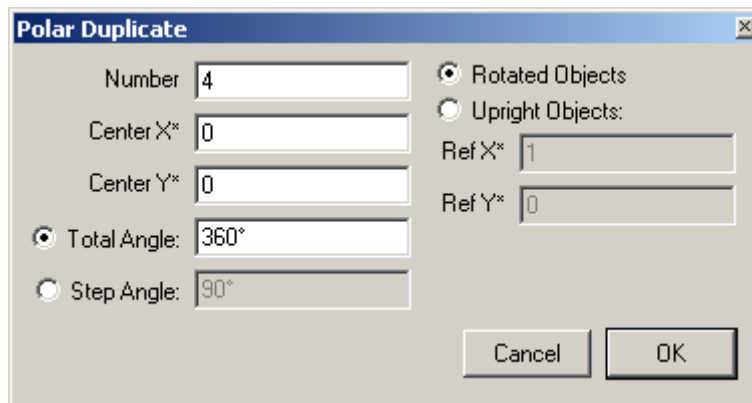 Polar Duplicate
Number 4
Center X* 0
Center Y* 0
Total Angle: 360°
Step Angle: 90°
Rotated Objects
Upright Objects:
Ref X* 1
Ref Y* 0
Cancel OK